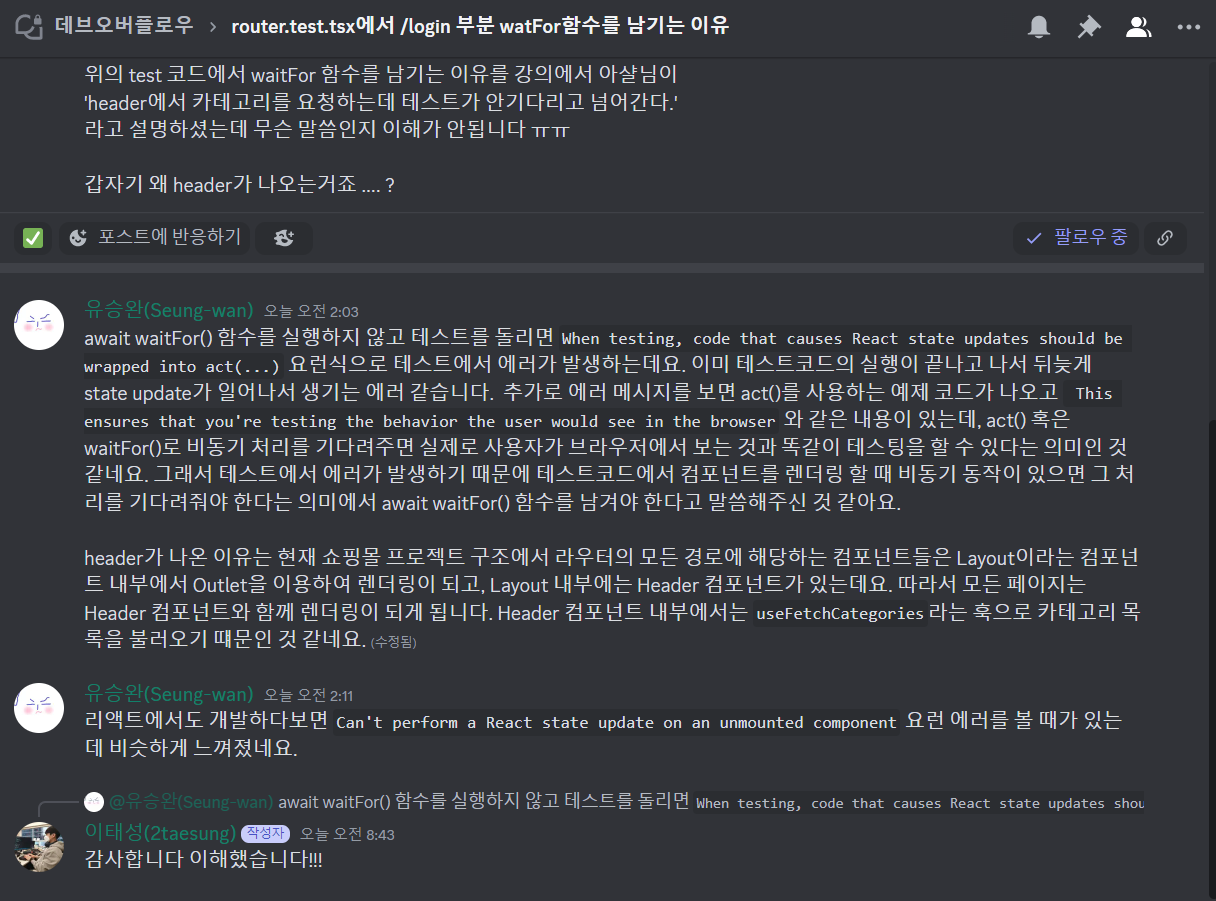 데브오버플로우 › router.test.tsx에서 /login 부분 watFor함수를 남기는 이유
위의 test 코드에서 waitFor 함수를 남기는 이유를 강의에서 아샬님이
'header에서 카테고리를 요청하는데 테스트가 안기다리고 넘어간다.'
라고 설명하셨는데 무슨 말씀인지 이해가 안됩니다 ㅠㅠ
갑자기 왜 header가 나오는거죠 .... ?
포스트에 반응하기 팔로우 중
유승완(Seung-wan) 오늘 오전 2:03
await waitFor() 함수를 실행하지 않고 테스트를 돌리면 When testing, code that causes React state updates should be
wrapped into act(...) 요런식으로 테스트에서 에러가 발생하는데요. 이미 테스트코드의 실행이 끝나고 나서 뒤늦게
state update가 일어나서 생기는 에러 같습니다. 추가로 에러 메시지를 보면 act()를 사용하는 예제 코드가 나오고 This
ensures that you're testing the behavior the user would see in the browser 와 같은 내용이 있는데, act() 혹은
waitFor()로 비동기 처리를 기다려주면 실제로 사용자가 브라우저에서 보는 것과 똑같이 테스팅을 할 수 있다는 의미인 것
같네요. 그래서 테스트에서 에러가 발생하기 때문에 테스트코드에서 컴포넌트를 렌더링 할 때 비동기 동작이 있으면 그 처
리를 기다려줘야 한다는 의미에서 await waitFor() 함수를 남겨야 한다고 말씀해주신 것 같아요.
header가 나온 이유는 현재 쇼핑몰 프로젝트 구조에서 라우터의 모든 경로에 해당하는 컴포넌트들은 Layout이라는 컴포넌
트 내부에서 Outlet을 이용하여 렌더링이 되고, Layout 내부에는 Header 컴포넌트가 있는데요. 따라서 모든 페이지는
Header 컴포넌트와 함께 렌더링이 되게 됩니다. Header 컴포넌트 내부에서는 useFetchCategories 라는 훅으로 카테고리 목
록을 불러오기 떄문인 것 같네요. (수정됨)
유승완(Seung-wan) 오늘 오전 2:11
리액트에서도 개발하다보면 Can't perform a React state update on an unmounted component 요런 에러를 볼 때가 있는
데 비슷하게 느껴졌네요.
@유승완(Seung-wan) await waitFor() 함수를 실행하지 않고 테스트를 돌리면 When testing, code that causes React state updates shou
이태성(2taesung) 작성자 오늘 오전 8:43
감사합니다 이해했습니다!!!